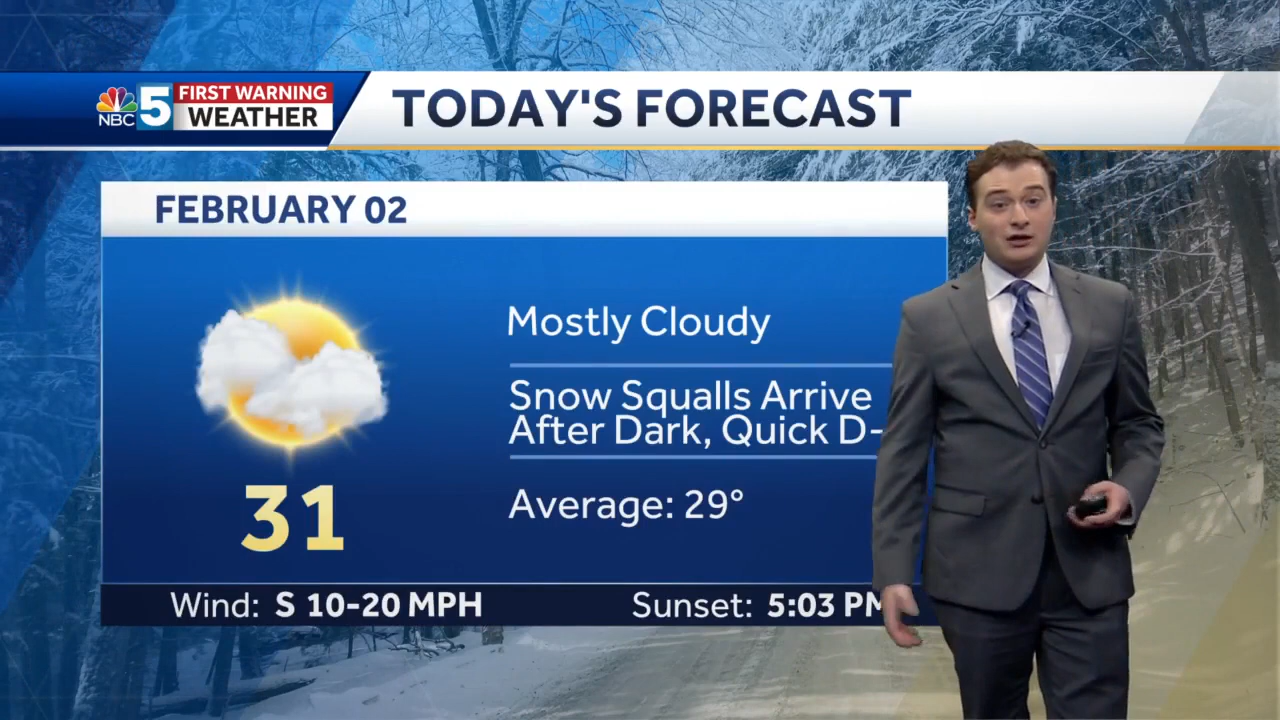 NBC 5 FIRST WARNING
WEATHER
TODAY'S FORECAST
FEBRUARY 02
Mostly Cloudy
Snow Squalls Arrive
After Dark, Quick D-
31
Average: 29°
Wind: S 10-20 MPH
Sunset: 5:03 PM